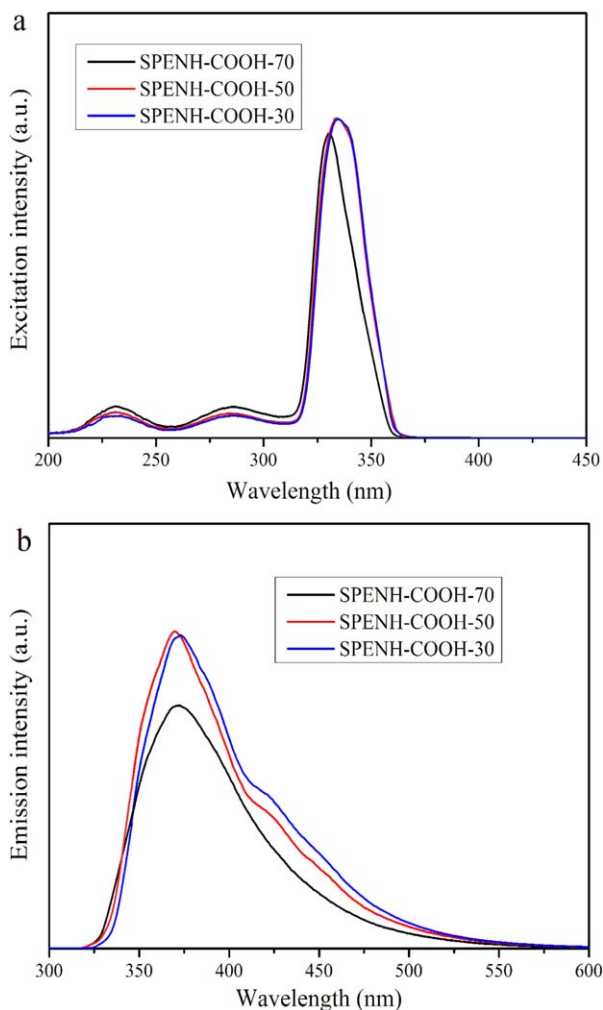 a
SPENH-COOH-70
SPENH-COOH-50
SPENH-COOH-30
Excitation intensity (a.u.)
200 250 300 350 400 450
Wavelength (nm)
b
SPENH-COOH-70
SPENH-COOH-50
SPENH-COOH-30
Emission intensity (a.u.)
300 350 400 450 500 550 600
Wavelength (nm)